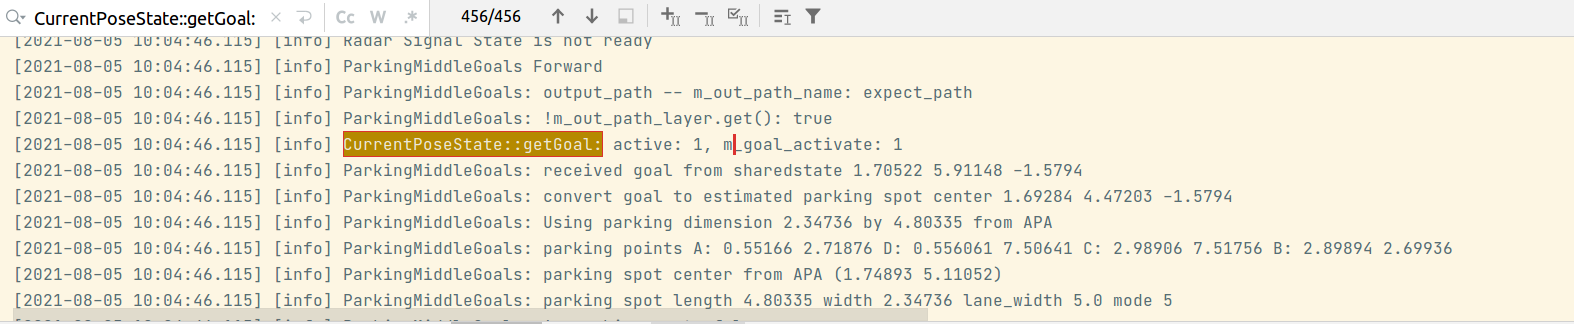 CurrentPoseState::getGoal: × Cc W .* 456/456
[2021-08-05 10:04:46.115] [info] Radar Signal State is not ready
[2021-08-05 10:04:46.115] [info] ParkingMiddleGoals Forward
[2021-08-05 10:04:46.115] [info] ParkingMiddleGoals: output_path -- m_out_path_name: expect_path
[2021-08-05 10:04:46.115] [info] ParkingMiddleGoals: !m_out_path_layer.get(): true
[2021-08-05 10:04:46.115] [info] CurrentPoseState::getGoal: active: 1, m_goal_activate: 1
[2021-08-05 10:04:46.115] [info] ParkingMiddleGoals: received goal from sharedstate 1.70522 5.91148 -1.5794
[2021-08-05 10:04:46.115] [info] ParkingMiddleGoals: convert goal to estimated parking spot center 1.69284 4.47203 -1.5794
[2021-08-05 10:04:46.115] [info] ParkingMiddleGoals: Using parking dimension 2.34736 by 4.80335 from APA
[2021-08-05 10:04:46.115] [info] ParkingMiddleGoals: parking points A: 0.55166 2.71876 D: 0.556061 7.50641 C: 2.98906 7.51756 B: 2.89894 2.69936
[2021-08-05 10:04:46.115] [info] ParkingMiddleGoals: parking spot center from APA (1.74893 5.11052)
[2021-08-05 10:04:46.115] [info] ParkingMiddleGoals: parking spot length 4.80335 width 2.34736 lane_width 5.0 mode 5